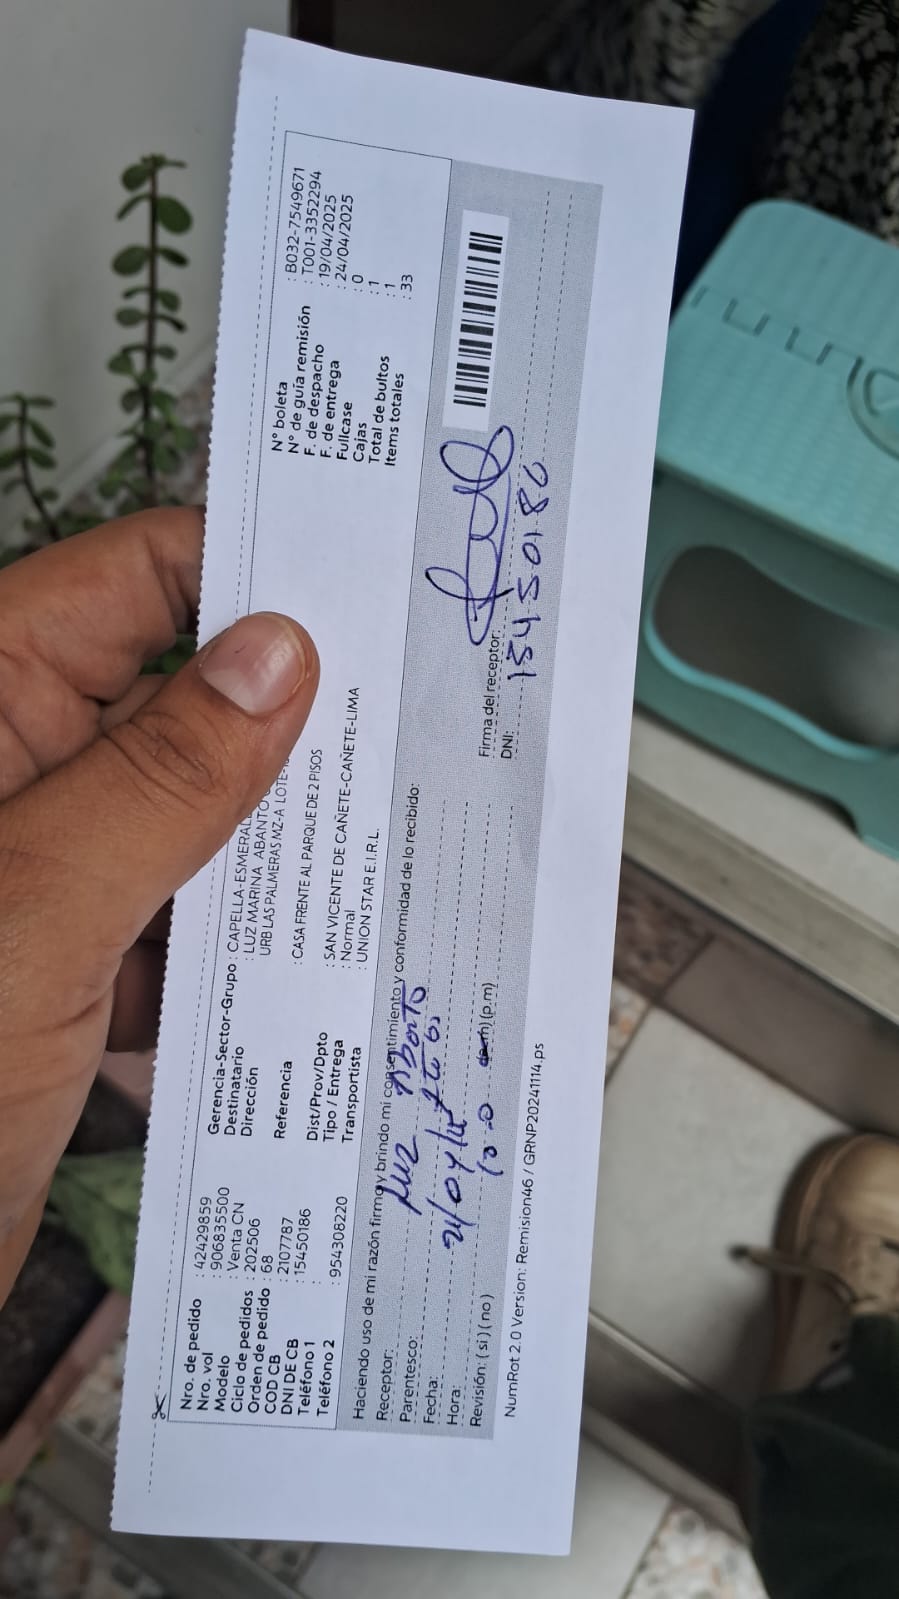 Nro. de pedido : 42429859
Nro. vol : 906835500
Modelo : Venta CN
Ciclo de pedidos : 202506
Orden de pedido : 68
COD CB : 2107787
DNI DE CB : 15450186
Teléfono 1 :
Teléfono 2 : 954308220
Gerencia-Sector-Grupo : CAPELLA-ESMERAL
Destinatario : LUZ MARINA ABANTO
Dirección URB LAS PALMERAS MZ-A LOTE-
Referencia : CASA FRENTE AL PARQUE DE 2 PISOS
Dist/Prov/Dpto : SAN VICENTE DE CAÑETE-CAÑETE-LIMA
Tipo / Entrega : Normal
Transportista : UNION STAR E.I.R.L.
N° boleta : B032-7549671
N° de guía remisión : T001-3352294
F. de despacho : 19/04/2025
F. de entrega : 24/04/2025
Fullcase : 0
Cajas : 1
Total de bultos : 1
Items totales : 33
Haciendo uso de mi razón firmo y brindo mi consentimiento y conformidad de lo recibido:
Receptor: Luz Abanto
Parentesco:
Fecha:
Hora: (p.m)
Revisión: ( si ) ( no )
Firma del receptor:
DNI: 15450186
NumRot 2.0 Version: Remision46 / GRNP20241114.ps